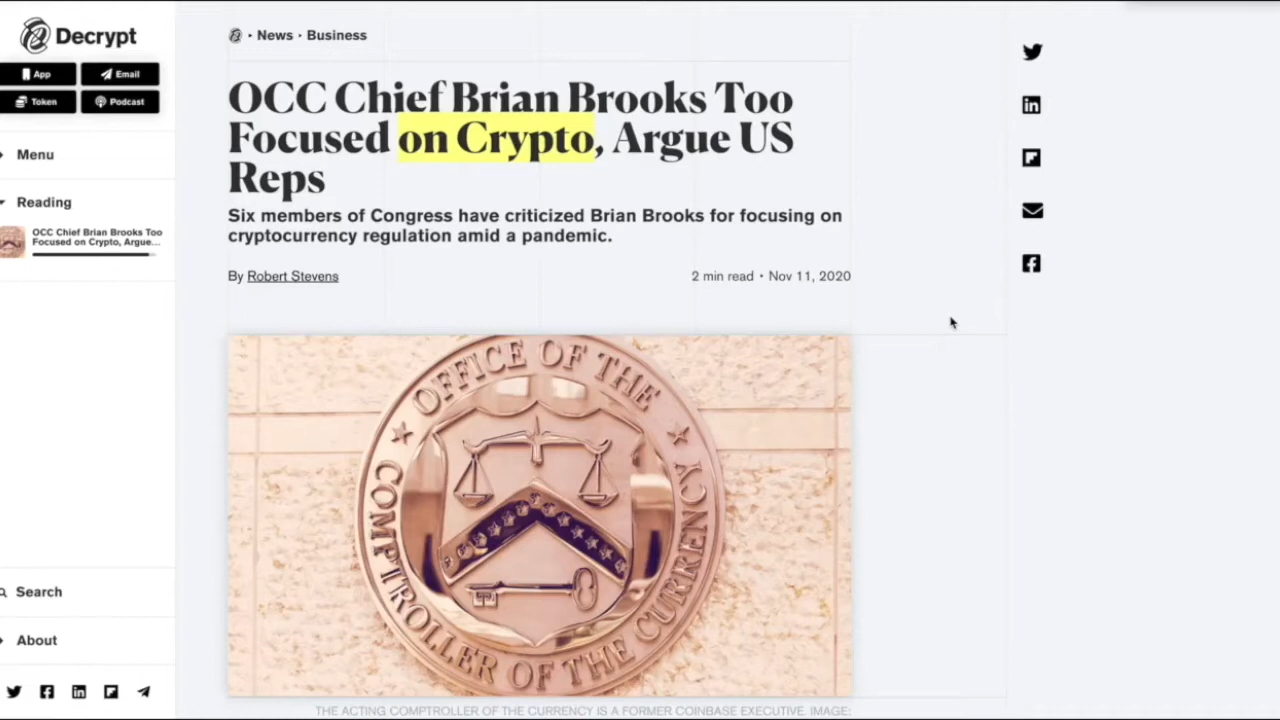 Decrypt
App
Email
Token
Podcast
Menu
Reading
OCC Chief Brian Brooks Too
Focused on Crypto, Argue...
Search
About
News · Business
OCC Chief Brian Brooks Too
Focused on Crypto, Argue US
Reps
Six members of Congress have criticized Brian Brooks for focusing on
cryptocurrency regulation amid a pandemic.
By Robert Stevens
2 min read · Nov 11, 2020
OFFICE OF THE
COMPTROLLER OF THE CURRENCY
THE ACTING COMPTROLLER OF THE CURRENCY IS A FORMER COINBASE EXECUTIVE. IMAGE: